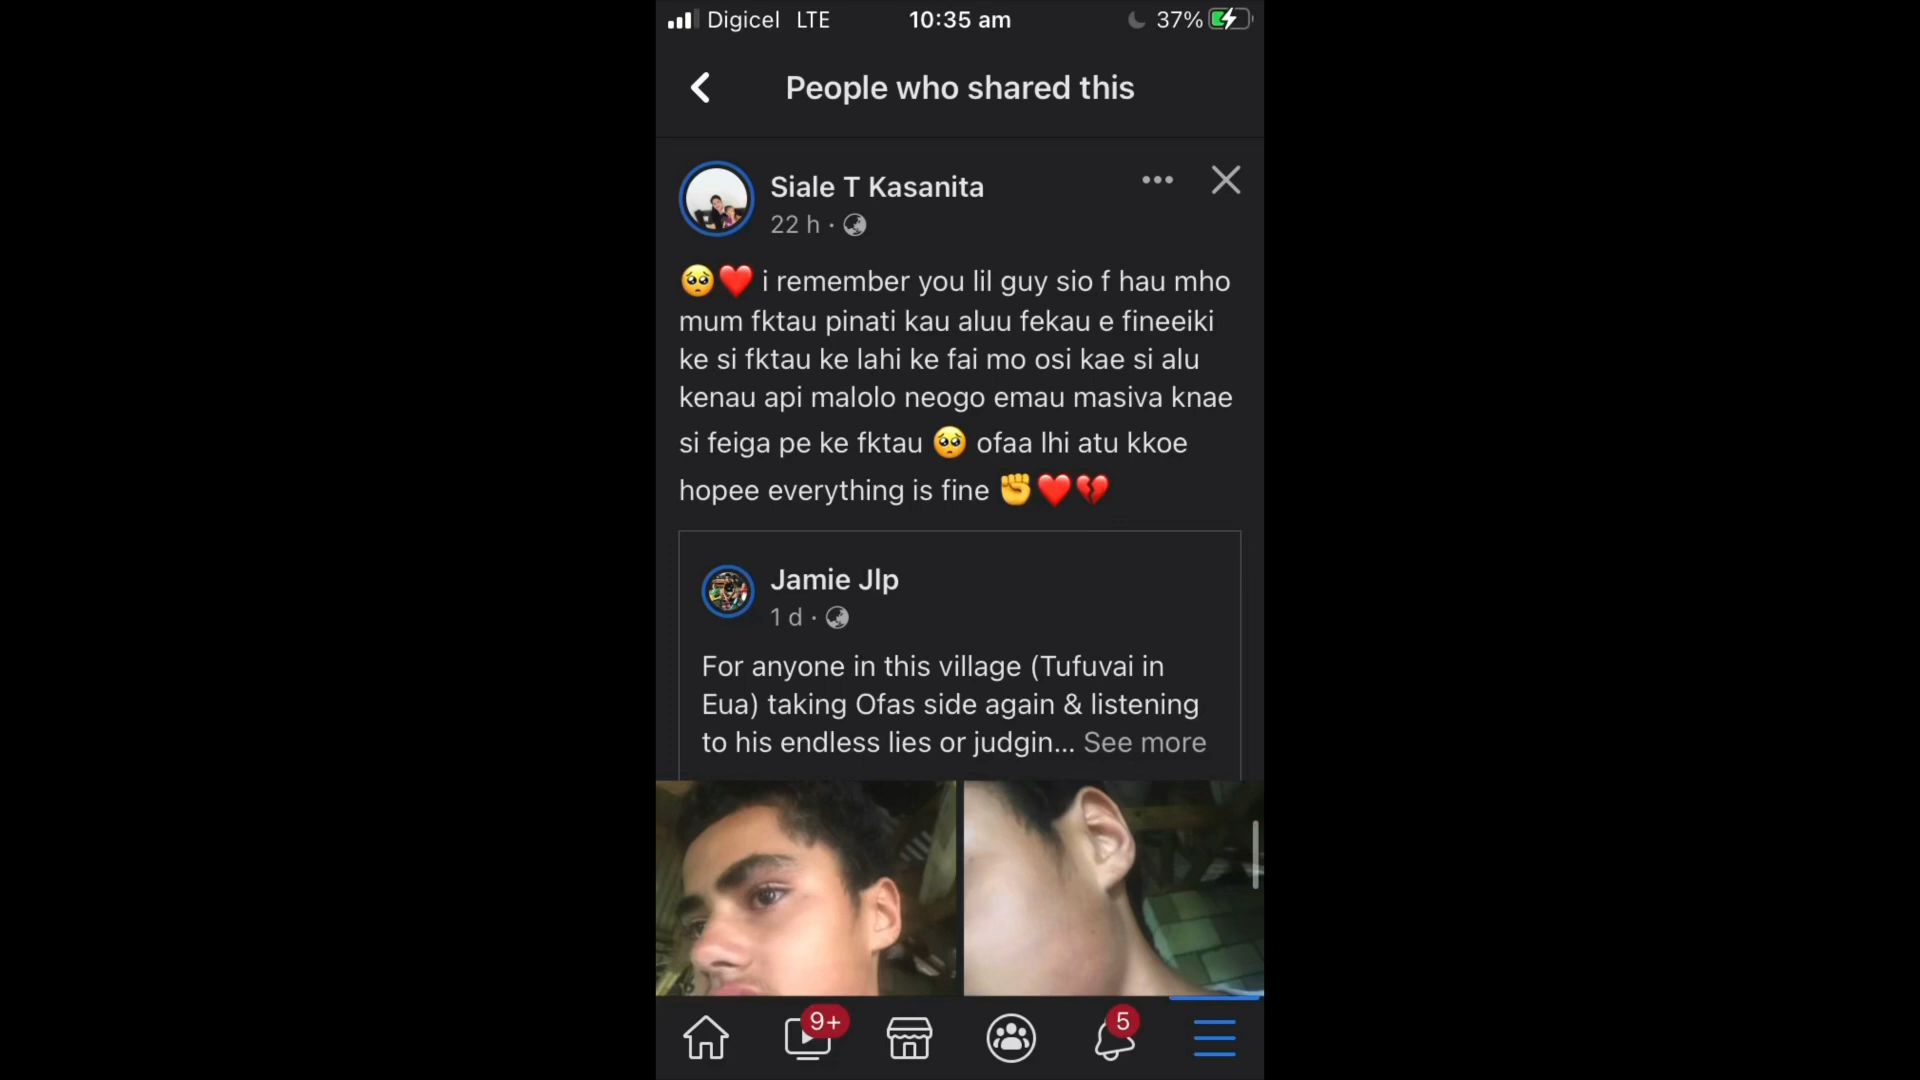 Digicel LTE 10:35 am 37%
People who shared this
Siale T Kasanita
22 h ·
🥺❤️ i remember you lil guy sio f hau mho
mum fktau pinati kau aluu fekau e fineeiki
ke si fktau ke lahi ke fai mo osi kae si alu
kenau api malolo neogo emau masiva knae
si feiga pe ke fktau 🥺 ofaa lhi atu kkoe
hopee everything is fine ✊❤️💔
Jamie Jlp
1 d ·
For anyone in this village (Tufuvai in
Eua) taking Ofas side again & listening
to his endless lies or judgin... See more
9+ 5